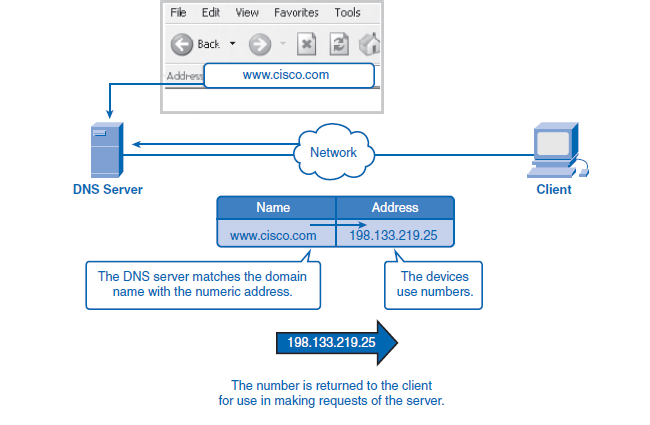 File Edit View Favorites Tools
Back
Address
www.cisco.com
Network
DNS Server
Client
Name Address
www.cisco.com 198.133.219.25
The DNS server matches the domain
name with the numeric address.
The devices
use numbers.
198.133.219.25
The number is returned to the client
for use in making requests of the server.